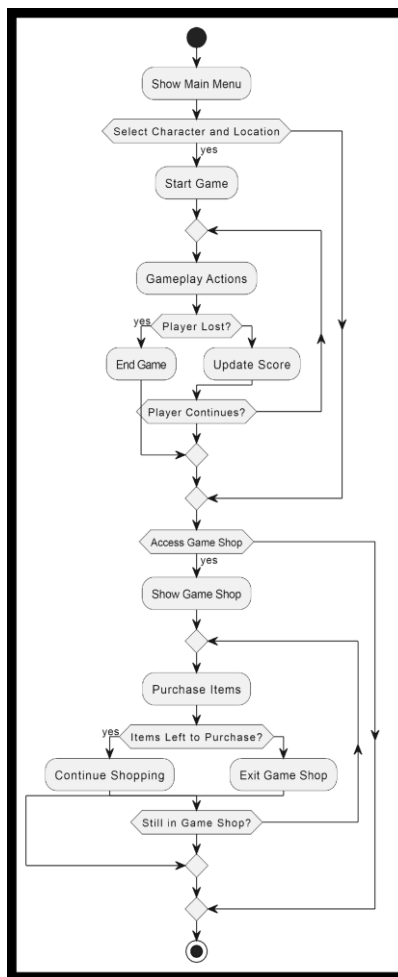 Show Main Menu
Select Character and Location
yes
Start Game
Gameplay Actions
yes
Player Lost?
End Game
Update Score
Player Continues?
Access Game Shop
yes
Show Game Shop
Purchase Items
yes
Items Left to Purchase?
Continue Shopping
Exit Game Shop
Still in Game Shop?